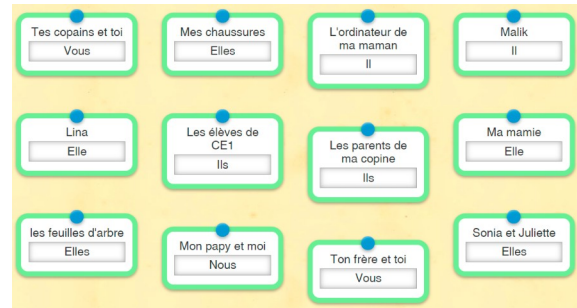 Tes copains et toi
Vous
Mes chaussures
Elles
L'ordinateur de
ma maman
Il
Malik
Il
Lina
Elle
Les élèves de
CE1
Ils
Les parents de
ma copine
Ils
Ma mamie
Elle
les feuilles d'arbre
Elles
Mon papy et moi
Nous
Ton frère et toi
Vous
Sonia et Juliette
Elles